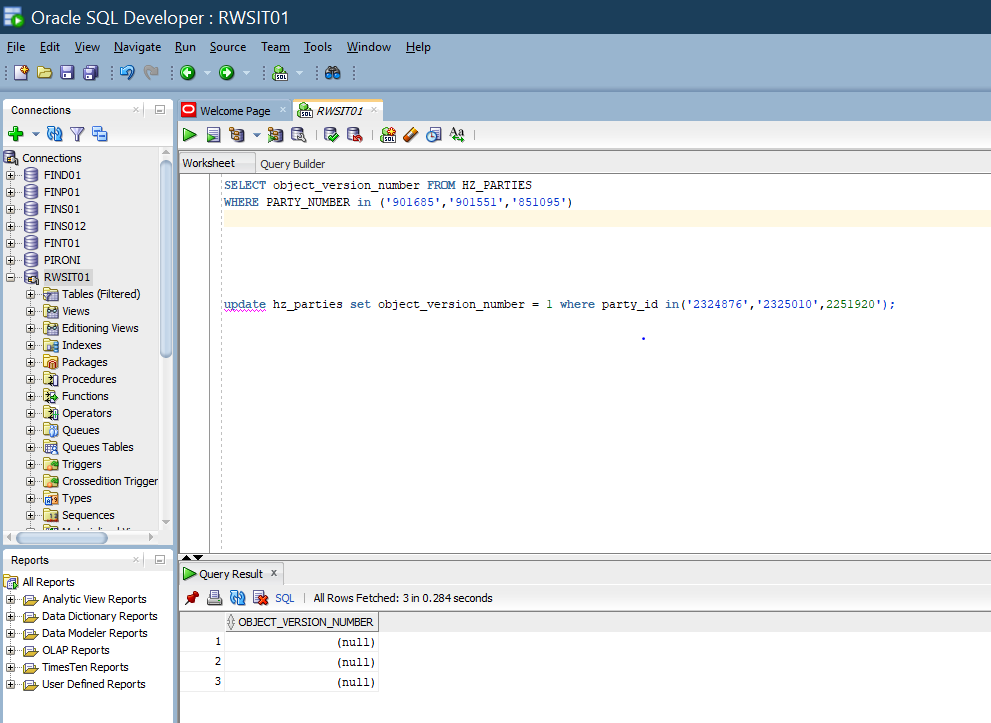 Oracle SQL Developer : RWSIT01
File Edit View Navigate Run Source Team Tools Window Help
Connections
Connections
FIND01
FINP01
FINS01
FINS012
FINT01
PIRONI
RWSIT01
Tables (Filtered)
Views
Editioning Views
Indexes
Packages
Procedures
Functions
Operators
Queues
Queues Tables
Triggers
Crossedition Trigger
Types
Sequences
Reports
All Reports
Analytic View Reports
Data Dictionary Reports
Data Modeler Reports
OLAP Reports
TimesTen Reports
User Defined Reports
Welcome Page RWSIT01
Worksheet Query Builder
SELECT object_version_number FROM HZ_PARTIES
WHERE PARTY_NUMBER in ('901685','901551','851095')
update hz_parties set object_version_number = 1 where party_id in('2324876','2325010',2251920');
Query Result
SQL | All Rows Fetched: 3 in 0.284 seconds
OBJECT_VERSION_NUMBER
1 (null)
2 (null)
3 (null)